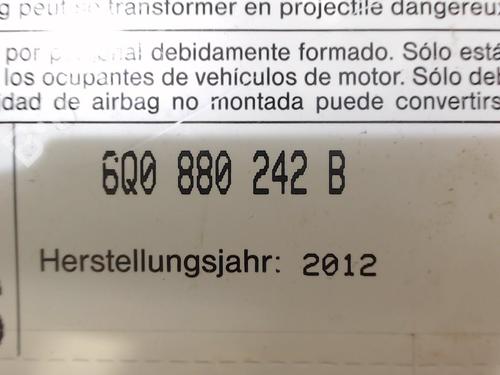 peut se transformer en projectile dangereux
por personal debidamente formado. Sólo está
los ocupantes de vehículos de motor. Sólo deb
idad de airbag no montada puede convertirs
6Q0 880 242 B
Herstellungsjahr: 2012